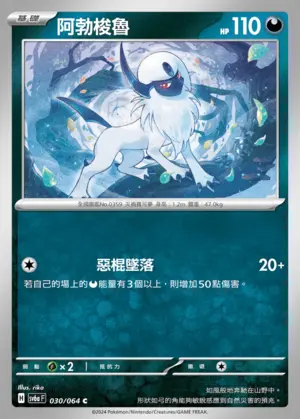 基礎
阿勃梭魯
HP 110
全國圖鑑No.0359 災禍寶可夢 身高:1.2m 體重:47.0kg
惡棍墜落 20+
若自己的場上的能量有3個以上,則增加50點傷害。
弱點 ×2 抵抗力 撤退
Illus. rika
H sv6a F 030/064 C
如山般地奔馳在山野中。
形狀如弓的角能夠敏銳地感應到自然災害的預兆。
©2024 Pokémon/Nintendo/Creatures/GAME FREAK.